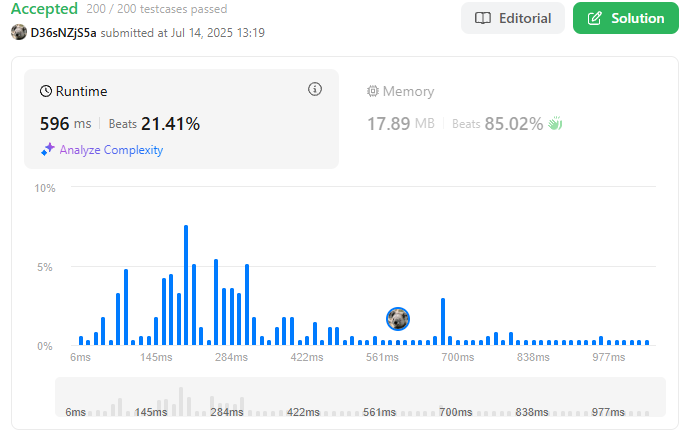 Accepted 200 / 200 testcases passed
Editorial
Solution
D36sNZjS5a submitted at Jul 14, 2025 13:19
Runtime
596 ms Beats 21.41%
Analyze Complexity
Memory
17.89 MB Beats 85.02%
10%
5%
0%
6ms 145ms 284ms 422ms 561ms 700ms 838ms 977ms
6ms 145ms 284ms 422ms 561ms 700ms 838ms 977ms